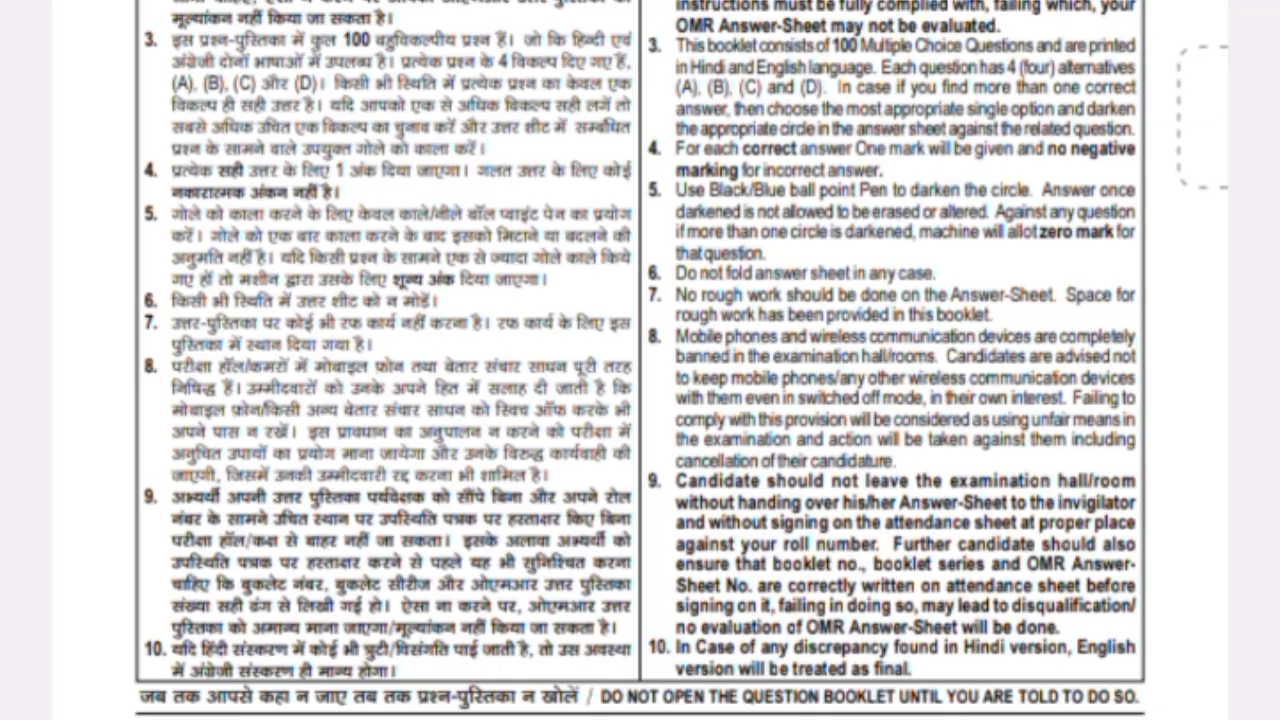 मूल्यांकन नहीं किया जा सकता है।
3. इस प्रश्न-पुस्तिका में कुल 100 बहुविकल्पीय प्रश्न हैं। जो कि हिन्दी एवं
अंग्रेजी दोनों भाषाओं में उपलब्ध है। प्रत्येक प्रश्न के 4 विकल्प दिए गए हैं,
(A), (B), (C) और (D)। किसी भी स्थिति में प्रत्येक प्रश्न का केवल एक
विकल्प ही सही उत्तर है। यदि आपको एक से अधिक विकल्प सही लगें तो
सबसे अधिक उचित एक विकल्प का चुनाव करें और उत्तर शीट में सम्बंधित
प्रश्न के सामने वाले उपयुक्त गोले को काला करें।
4. प्रत्येक सही उत्तर के लिए 1 अंक दिया जाएगा। गलत उत्तर के लिए कोई
नकारात्मक अंकन नहीं है।
5. गोले को काला करने के लिए केवल काले/नीले बॉल प्वाइंट पेन का प्रयोग
करें। गोले को एक बार काला करने के बाद इसको मिटाने या बदलने की
अनुमति नहीं है। यदि किसी प्रश्न के सामने एक से ज्यादा गोले काले किये
गए हों तो मशीन द्वारा उसके लिए शून्य अंक दिया जाएगा।
6. किसी भी स्थिति में उत्तर शीट को न मोड़ें।
7. उत्तर-पुस्तिका पर कोई भी रफ कार्य नहीं करना है। रफ कार्य के लिए इस
पुस्तिका में स्थान दिया गया है।
8. परीक्षा हॉल/कमरों में मोबाइल फ़ोन तथा बेतार संचार साधन पूरी तरह
निषिद्ध हैं। उम्मीदवारों को उनके अपने हित में सलाह दी जाती है कि
मोबाइल फ़ोन/किसी अन्य बेतार संचार साधन को स्विच ऑफ करके भी
अपने पास न रखें। इस प्रावधान का अनुपालन न करने को परीक्षा में
अनुचित उपायों का प्रयोग माना जायेगा और उनके विरुद्ध कार्यवाही की
जाएगी, जिसमें उनकी उम्मीदवारी रद्द करना भी शामिल है।
9. अभ्यर्थी अपनी उत्तर पुस्तिका पर्यवेक्षक को सौंपे बिना और अपने रोल
नंबर के सामने उचित स्थान पर उपस्थिति पत्रक पर हस्ताक्षर किए बिना
परीक्षा हॉल/कक्ष से बाहर नहीं जा सकता। इसके अलावा अभ्यर्थी को
उपस्थिति पत्रक पर हस्ताक्षर करने से पहले यह भी सुनिश्चित करना
चाहिए कि बुकलेट नंबर, बुकलेट सीरीज और ओएमआर उत्तर पुस्तिका
संख्या सही ढंग से लिखी गई हो। ऐसा ना करने पर, ओएमआर उत्तर
पुस्तिका को अमान्य माना जाएगा/मूल्यांकन नहीं किया जा सकता है।
10. यदि हिंदी संस्करण में कोई भी त्रुटी/विसंगति पाई जाती है, तो उस अवस्था
में अंग्रेजी संस्करण ही मान्य होगा।
instructions must be fully complied with, failing which, your
OMR Answer-Sheet may not be evaluated.
3. This booklet consists of 100 Multiple Choice Questions and are printed
in Hindi and English language. Each question has 4 (four) alternatives
(A), (B), (C) and (D). In case if you find more than one correct
answer, then choose the most appropriate single option and darken
the appropriate circle in the answer sheet against the related question.
4. For each correct answer One mark will be given and no negative
marking for incorrect answer.
5. Use Black/Blue ball point Pen to darken the circle. Answer once
darkened is not allowed to be erased or altered. Against any question
if more than one circle is darkened, machine will allot zero mark for
that question.
6. Do not fold answer sheet in any case.
7. No rough work should be done on the Answer-Sheet. Space for
rough work has been provided in this booklet.
8. Mobile phones and wireless communication devices are completely
banned in the examination hall/rooms. Candidates are advised not
to keep mobile phones/any other wireless communication devices
with them even in switched off mode, in their own interest. Failing to
comply with this provision will be considered as using unfair means in
the examination and action will be taken against them including
cancellation of their candidature.
9. Candidate should not leave the examination hall/room
without handing over his/her Answer-Sheet to the invigilator
and without signing on the attendance sheet at proper place
against your roll number. Further candidate should also
ensure that booklet no., booklet series and OMR Answer-
Sheet No. are correctly written on attendance sheet before
signing on it, failing in doing so, may lead to disqualification/
no evaluation of OMR Answer-Sheet will be done.
10. In Case of any discrepancy found in Hindi version, English
version will be treated as final.
जब तक आपसे कहा न जाए तब तक प्रश्न-पुस्तिका न खोलें / DO NOT OPEN THE QUESTION BOOKLET UNTIL YOU ARE TOLD TO DO SO.